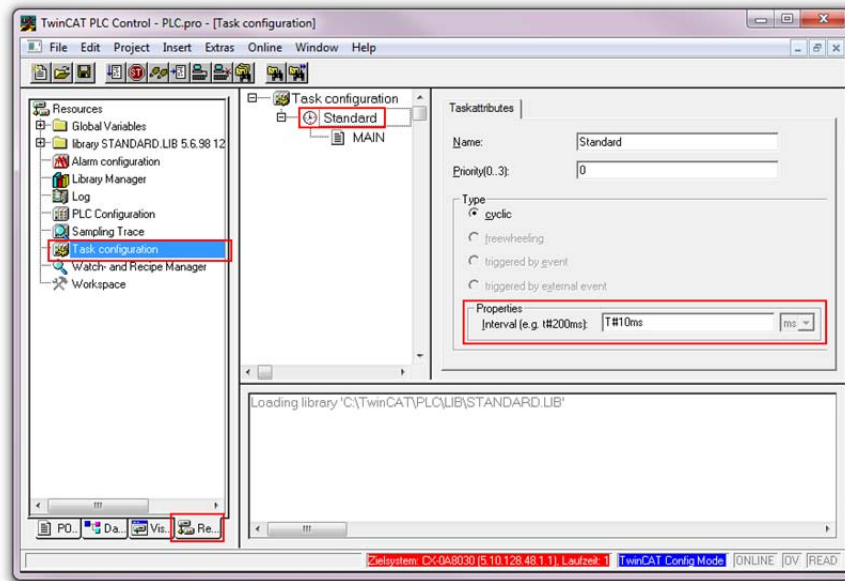 TwinCAT PLC Control - PLC.pro - [Task configuration]
File Edit Project Insert Extras Online Window Help
Resources
Global Variables
library STANDARD.LIB 5.6.98 12
Alarm configuration
Library Manager
Log
PLC Configuration
Sampling Trace
Task configuration
Watch- and Recipe Manager
Workspace
PO..
Da..
Vis..
Re..
Task configuration
Standard
MAIN
Taskattributes
Name: Standard
Priority(0..3): 0
Type
cyclic
freewheeling
triggered by event
triggered by external event
Properties
Interval (e.g. t#200ms): T#10ms ms
Loading library 'C:\TwinCAT\PLC\LIB\STANDARD.LIB'
Zielsystem: CX-0A8030 (5.10.128.48.1.1), Laufzeit: 1 TwinCAT Config Mode ONLINE OV READ